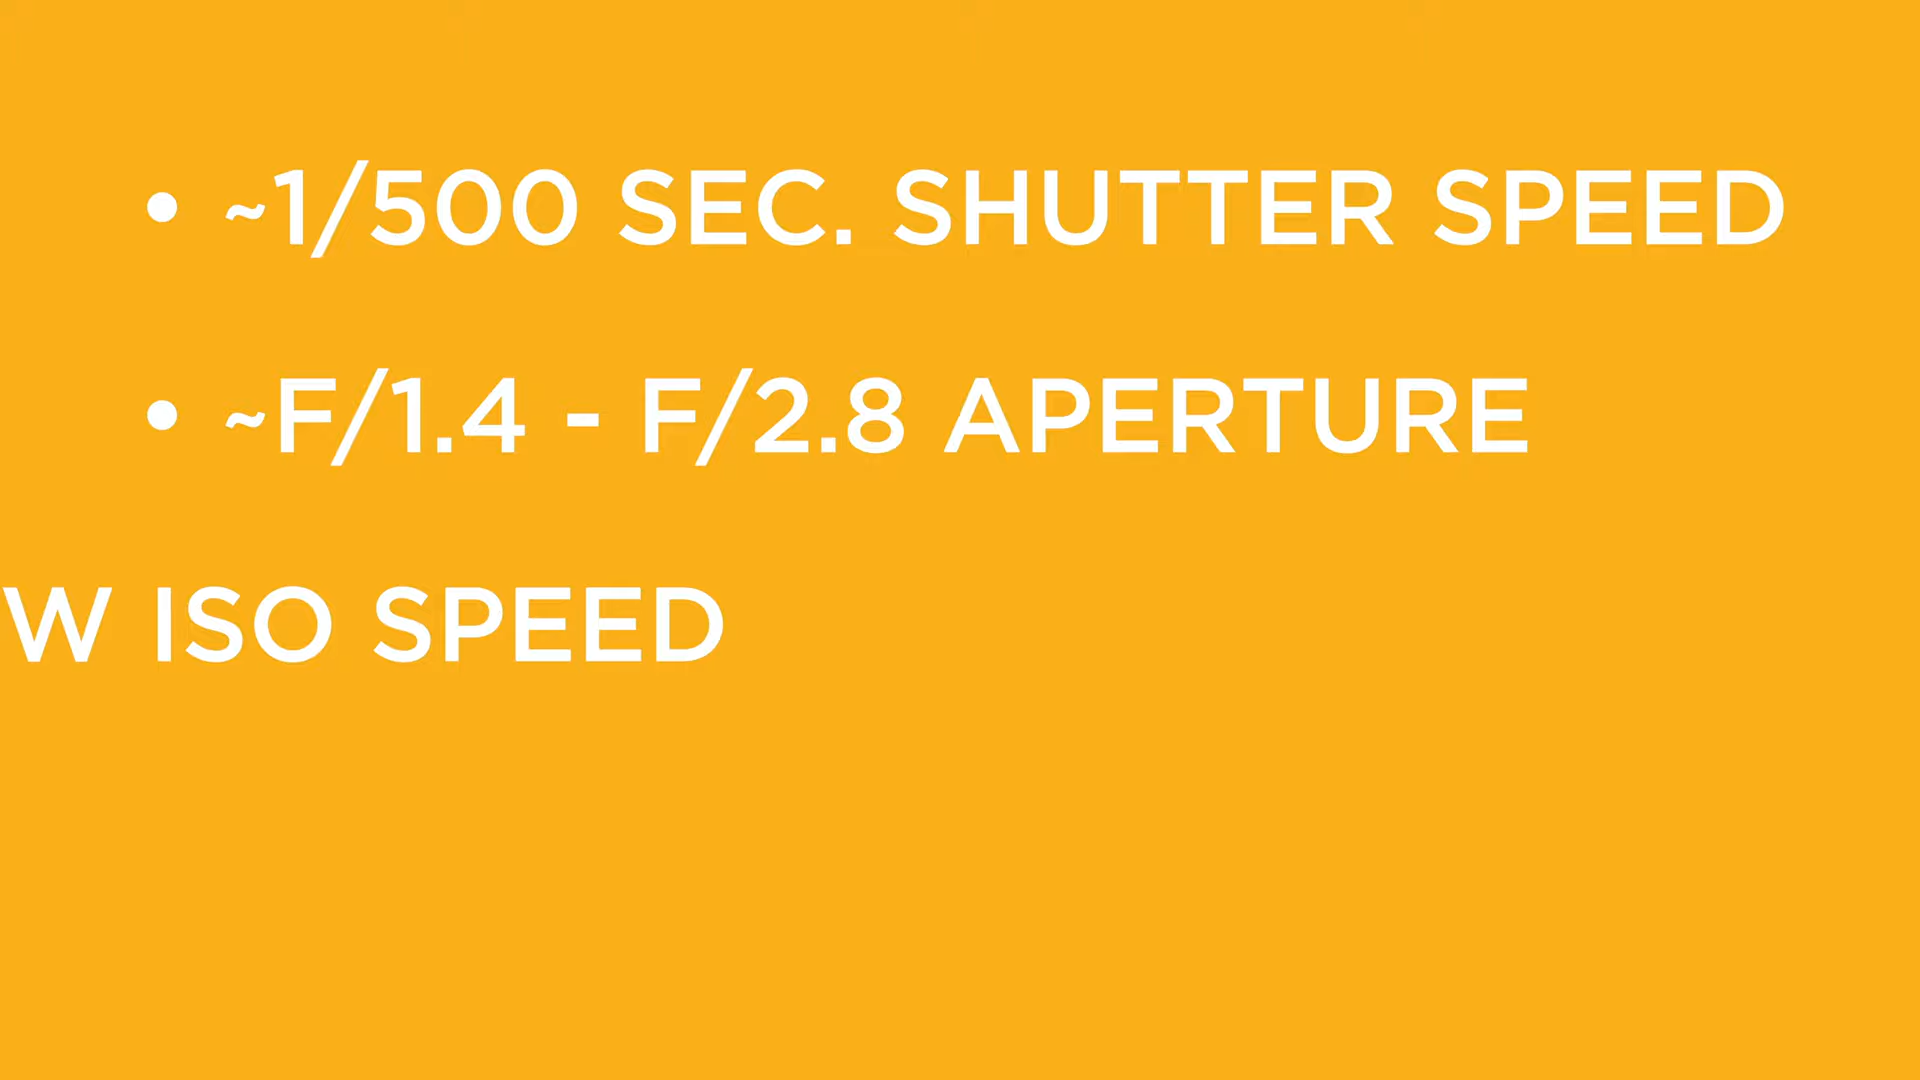 • ~1/500 SEC. SHUTTER SPEED
• ~F/1.4 - F/2.8 APERTURE
W ISO SPEED